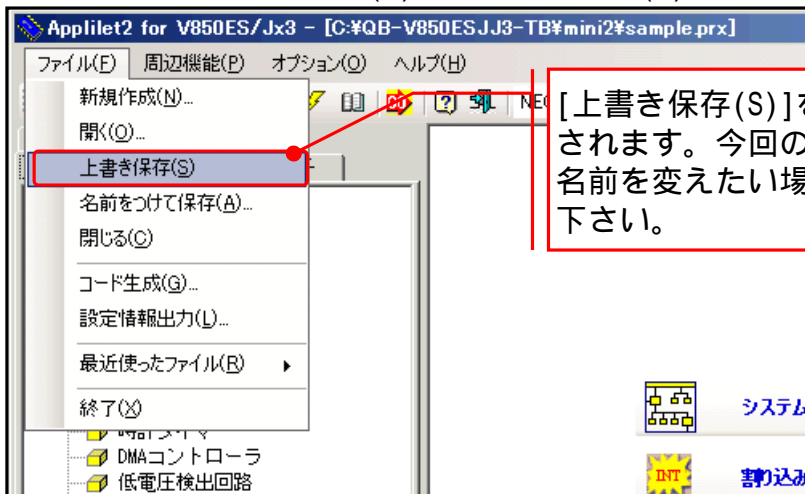 Applilet2 for V850ES/Jx3 - [C:¥QB-V850ESJJ3-TB¥mini2¥sample.prx]
ファイル(F) 周辺機能(P) オプション(O) ヘルプ(H)
新規作成(N)...
開く(O)...
上書き保存(S)
名前をつけて保存(A)...
閉じる(C)
コード生成(G)...
設定情報出力(L)...
最近使ったファイル(R)
終了(X)
DMAコントローラ
低電圧検出回路
[上書き保存(S)]を
されます。今回の
名前を変えたい場
下さい。
システム
INT 割り込み